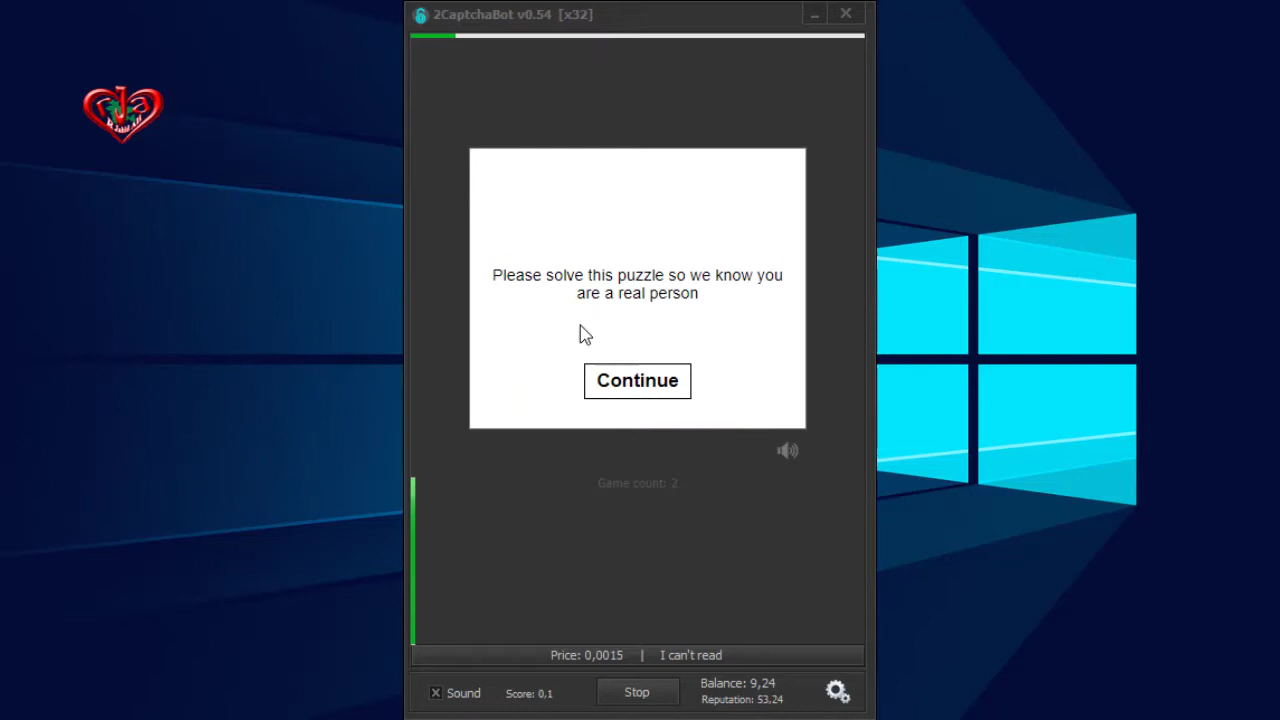 2CaptchaBot v0.54 [x32]
rja
Please solve this puzzle so we know you
are a real person
Continue
Game count: 2
Price: 0,0015 | I can't read
Sound
Score: 0,1
Stop
Balance: 9,24
Reputation: 53,24